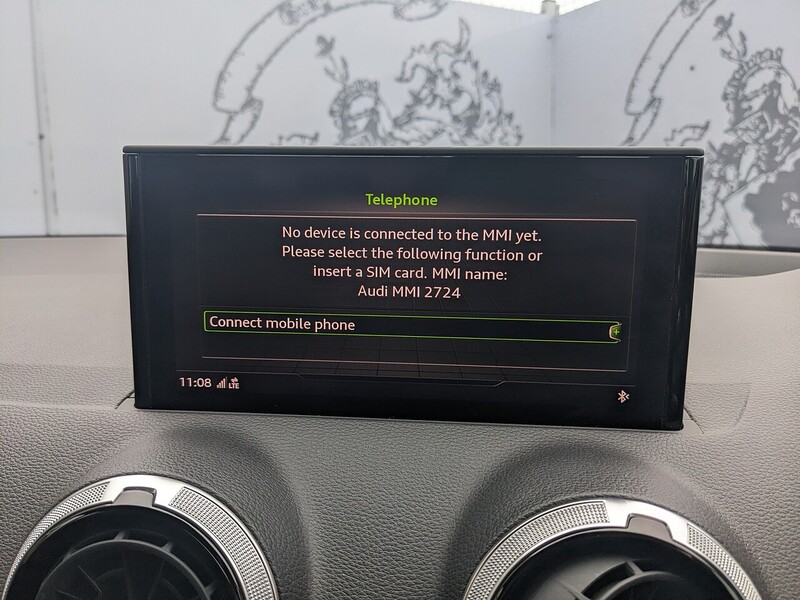 Telephone
No device is connected to the MMI yet.
Please select the following function or
insert a SIM card. MMI name:
Audi MMI 2724
Connect mobile phone
11:08 LTE